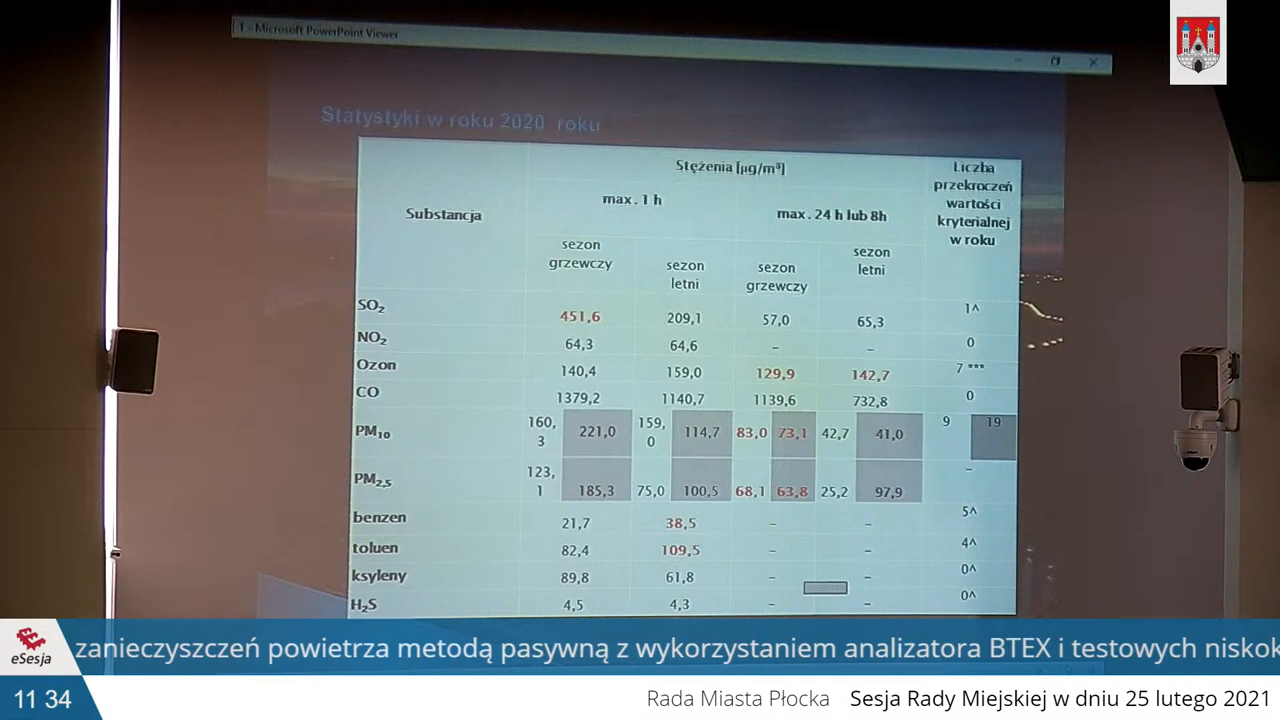 1 - Microsoft PowerPoint Viewer
Statystyki w roku 2020 roku
Substancja
Stężenia [µg/m³]
Liczba
przekroczeń
wartości
kryterialnej
w roku
max. 1 h
max. 24 h lub 8h
sezon
grzewczy
sezon
letni
sezon
grzewczy
sezon
letni
SO₂ 451,6 209,1 57,0 65,3 1^
NO₂ 64,3 64,6 – – 0
Ozon 140,4 159,0 129,9 142,7 7 ***
CO 1379,2 1140,7 1139,6 732,8 0
PM₁₀ 160,3 221,0 159,0 114,7 83,0 73,1 42,7 41,0 9 19
PM₂,₅ 123,1 185,3 75,0 100,5 68,1 63,8 25,2 97,9 –
benzen 21,7 38,5 – – 5^
toluen 82,4 109,5 – – 4^
ksyleny 89,8 61,8 – – 0^
H₂S 4,5 4,3 – – 0^
eSesja
zanieczyszczeń powietrza metodą pasywną z wykorzystaniem analizatora BTEX i testowych niskok
11 34
Rada Miasta Płocka Sesja Rady Miejskiej w dniu 25 lutego 2021